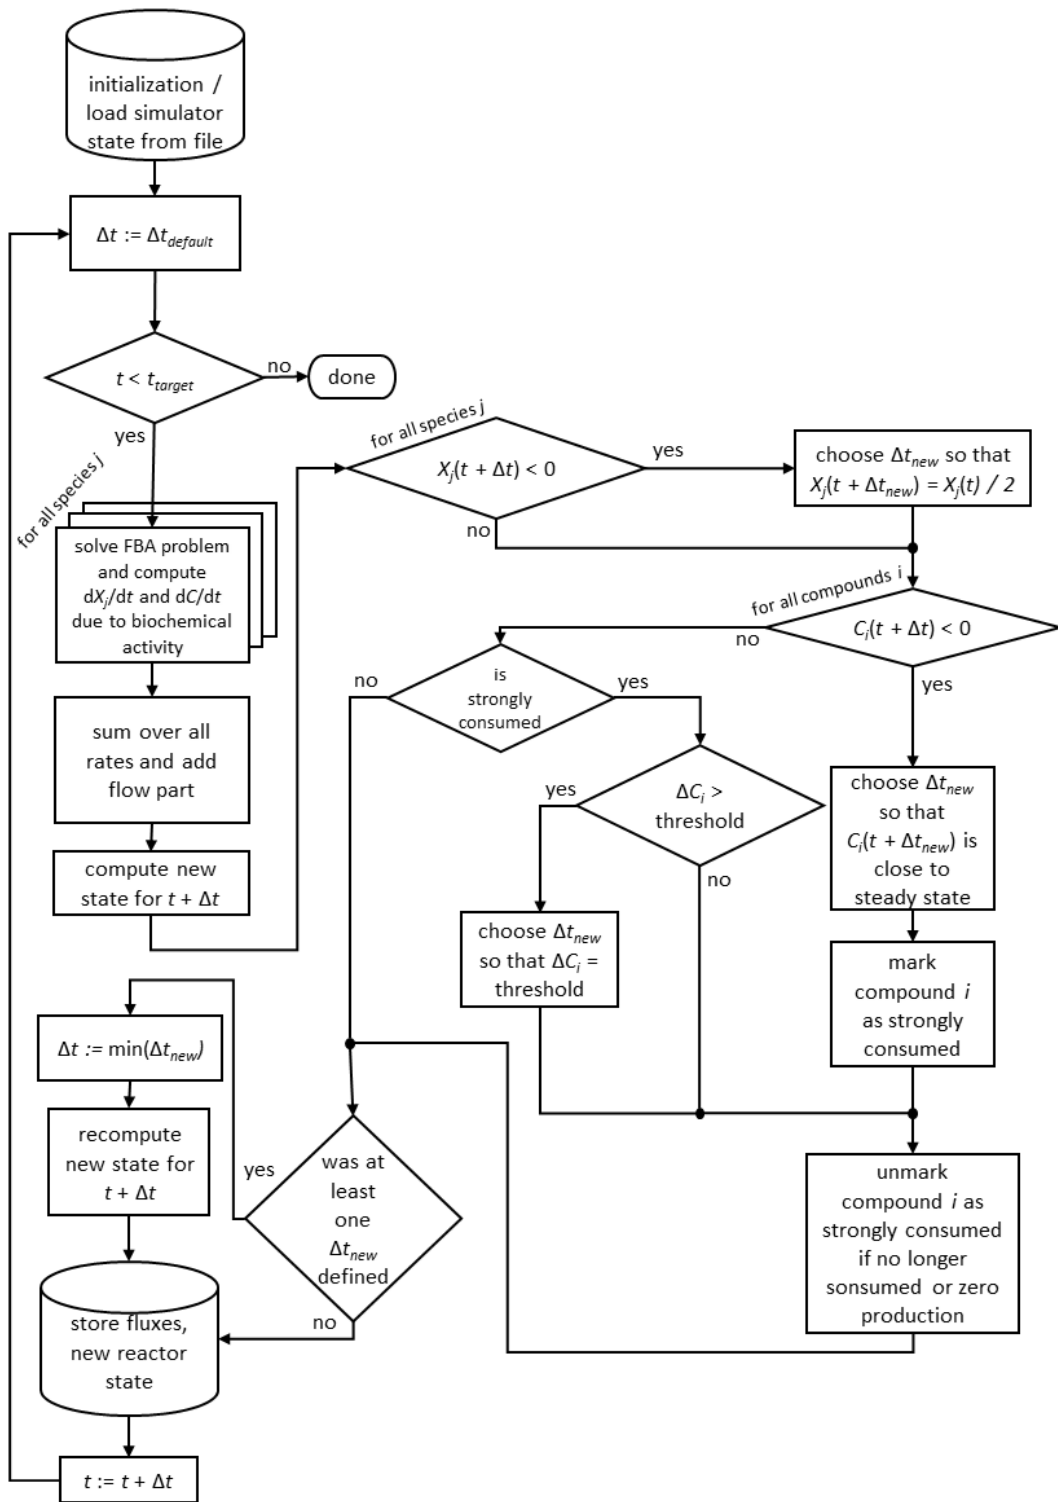 initialization /
load simulator
state from file
Δt := Δt_default
t < t_target
no
done
yes
for all species j
solve FBA problem
and compute
dX_j/dt and dC/dt
due to biochemical
activity
sum over all
rates and add
flow part
compute new
state for t + Δt
for all species j
X_j(t + Δt) < 0
yes
no
choose Δt_new so that
X_j(t + Δt_new) = X_j(t) / 2
for all compounds i
C_i(t + Δt) < 0
no
yes
is
strongly
consumed
no
yes
ΔC_i >
threshold
yes
no
choose Δt_new
so that ΔC_i =
threshold
choose Δt_new
so that
C_i(t + Δt_new) is
close to
steady state
mark
compound i
as strongly
consumed
unmark
compound i as
strongly consumed
if no longer
sonsumed or zero
production
was at
least
one
Δt_new
defined
yes
no
Δt := min(Δt_new)
recompute
new state for
t + Δt
store fluxes,
new reactor
state
t := t + Δt